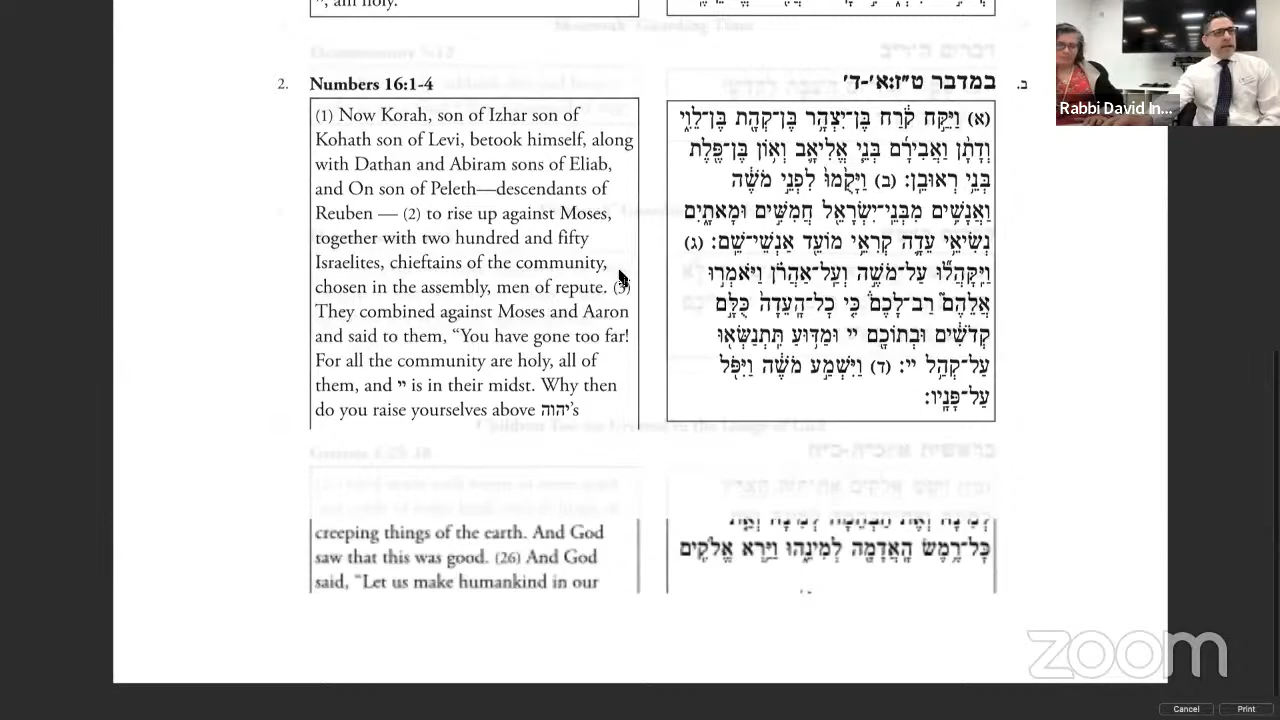 ", am holy.
2. Numbers 16:1-4
(1) Now Korah, son of Izhar son of
Kohath son of Levi, betook himself, along
with Dathan and Abiram sons of Eliab,
and On son of Peleth—descendants of
Reuben — (2) to rise up against Moses,
together with two hundred and fifty
Israelites, chieftains of the community,
chosen in the assembly, men of repute. (3)
They combined against Moses and Aaron
and said to them, “You have gone too far!
For all the community are holy, all of
them, and יי is in their midst. Why then
do you raise yourselves above יהוה’s
creeping things of the earth. And God
saw that this was good. (26) And God
said, “Let us make humankind in our
ב. במדבר ט״ז:א׳-ד׳
(א) וַיִּקַּ֣ח קֹ֔רַח בֶּן־יִצְהָ֥ר בֶּן־קְהָ֖ת בֶּן־לֵוִ֑י
וְדָתָ֨ן וַאֲבִירָ֜ם בְּנֵ֧י אֱלִיאָ֛ב וְא֥וֹן בֶּן־פֶּ֖לֶת
בְּנֵ֥י רְאוּבֵֽן׃ (ב) וַיָּקֻ֙מוּ֙ לִפְנֵ֣י מֹשֶׁ֔ה
וַאֲנָשִׁ֥ים מִבְּנֵֽי־יִשְׂרָאֵ֖ל חֲמִשִּׁ֣ים וּמָאתָ֑יִם
נְשִׂיאֵ֥י עֵדָ֛ה קְרִאֵ֥י מוֹעֵ֖ד אַנְשֵׁי־שֵֽׁם׃ (ג)
וַיִּֽקָּהֲל֞וּ עַל־מֹשֶׁ֣ה וְעַֽל־אַהֲרֹ֗ן וַיֹּאמְר֣וּ
אֲלֵהֶם֮ רַב־לָכֶם֒ כִּ֤י כׇל־הָֽעֵדָה֙ כֻּלָּ֣ם
קְדֹשִׁ֔ים וּבְתוֹכָ֖ם יי וּמַדּ֥וּעַ תִּֽתְנַשְּׂא֖וּ
עַל־קְהַ֥ל יי׃ (ד) וַיִּשְׁמַ֣ע מֹשֶׁ֔ה וַיִּפֹּ֖ל
עַל־פָּנָֽיו׃
כׇּל־רֶ֥מֶשׂ הָֽאֲדָמָ֖ה לְמִינֵ֑הוּ וַיַּ֥רְא אֱלֹקִ֖ים
Rabbi David In...
zoom
Cancel
Print